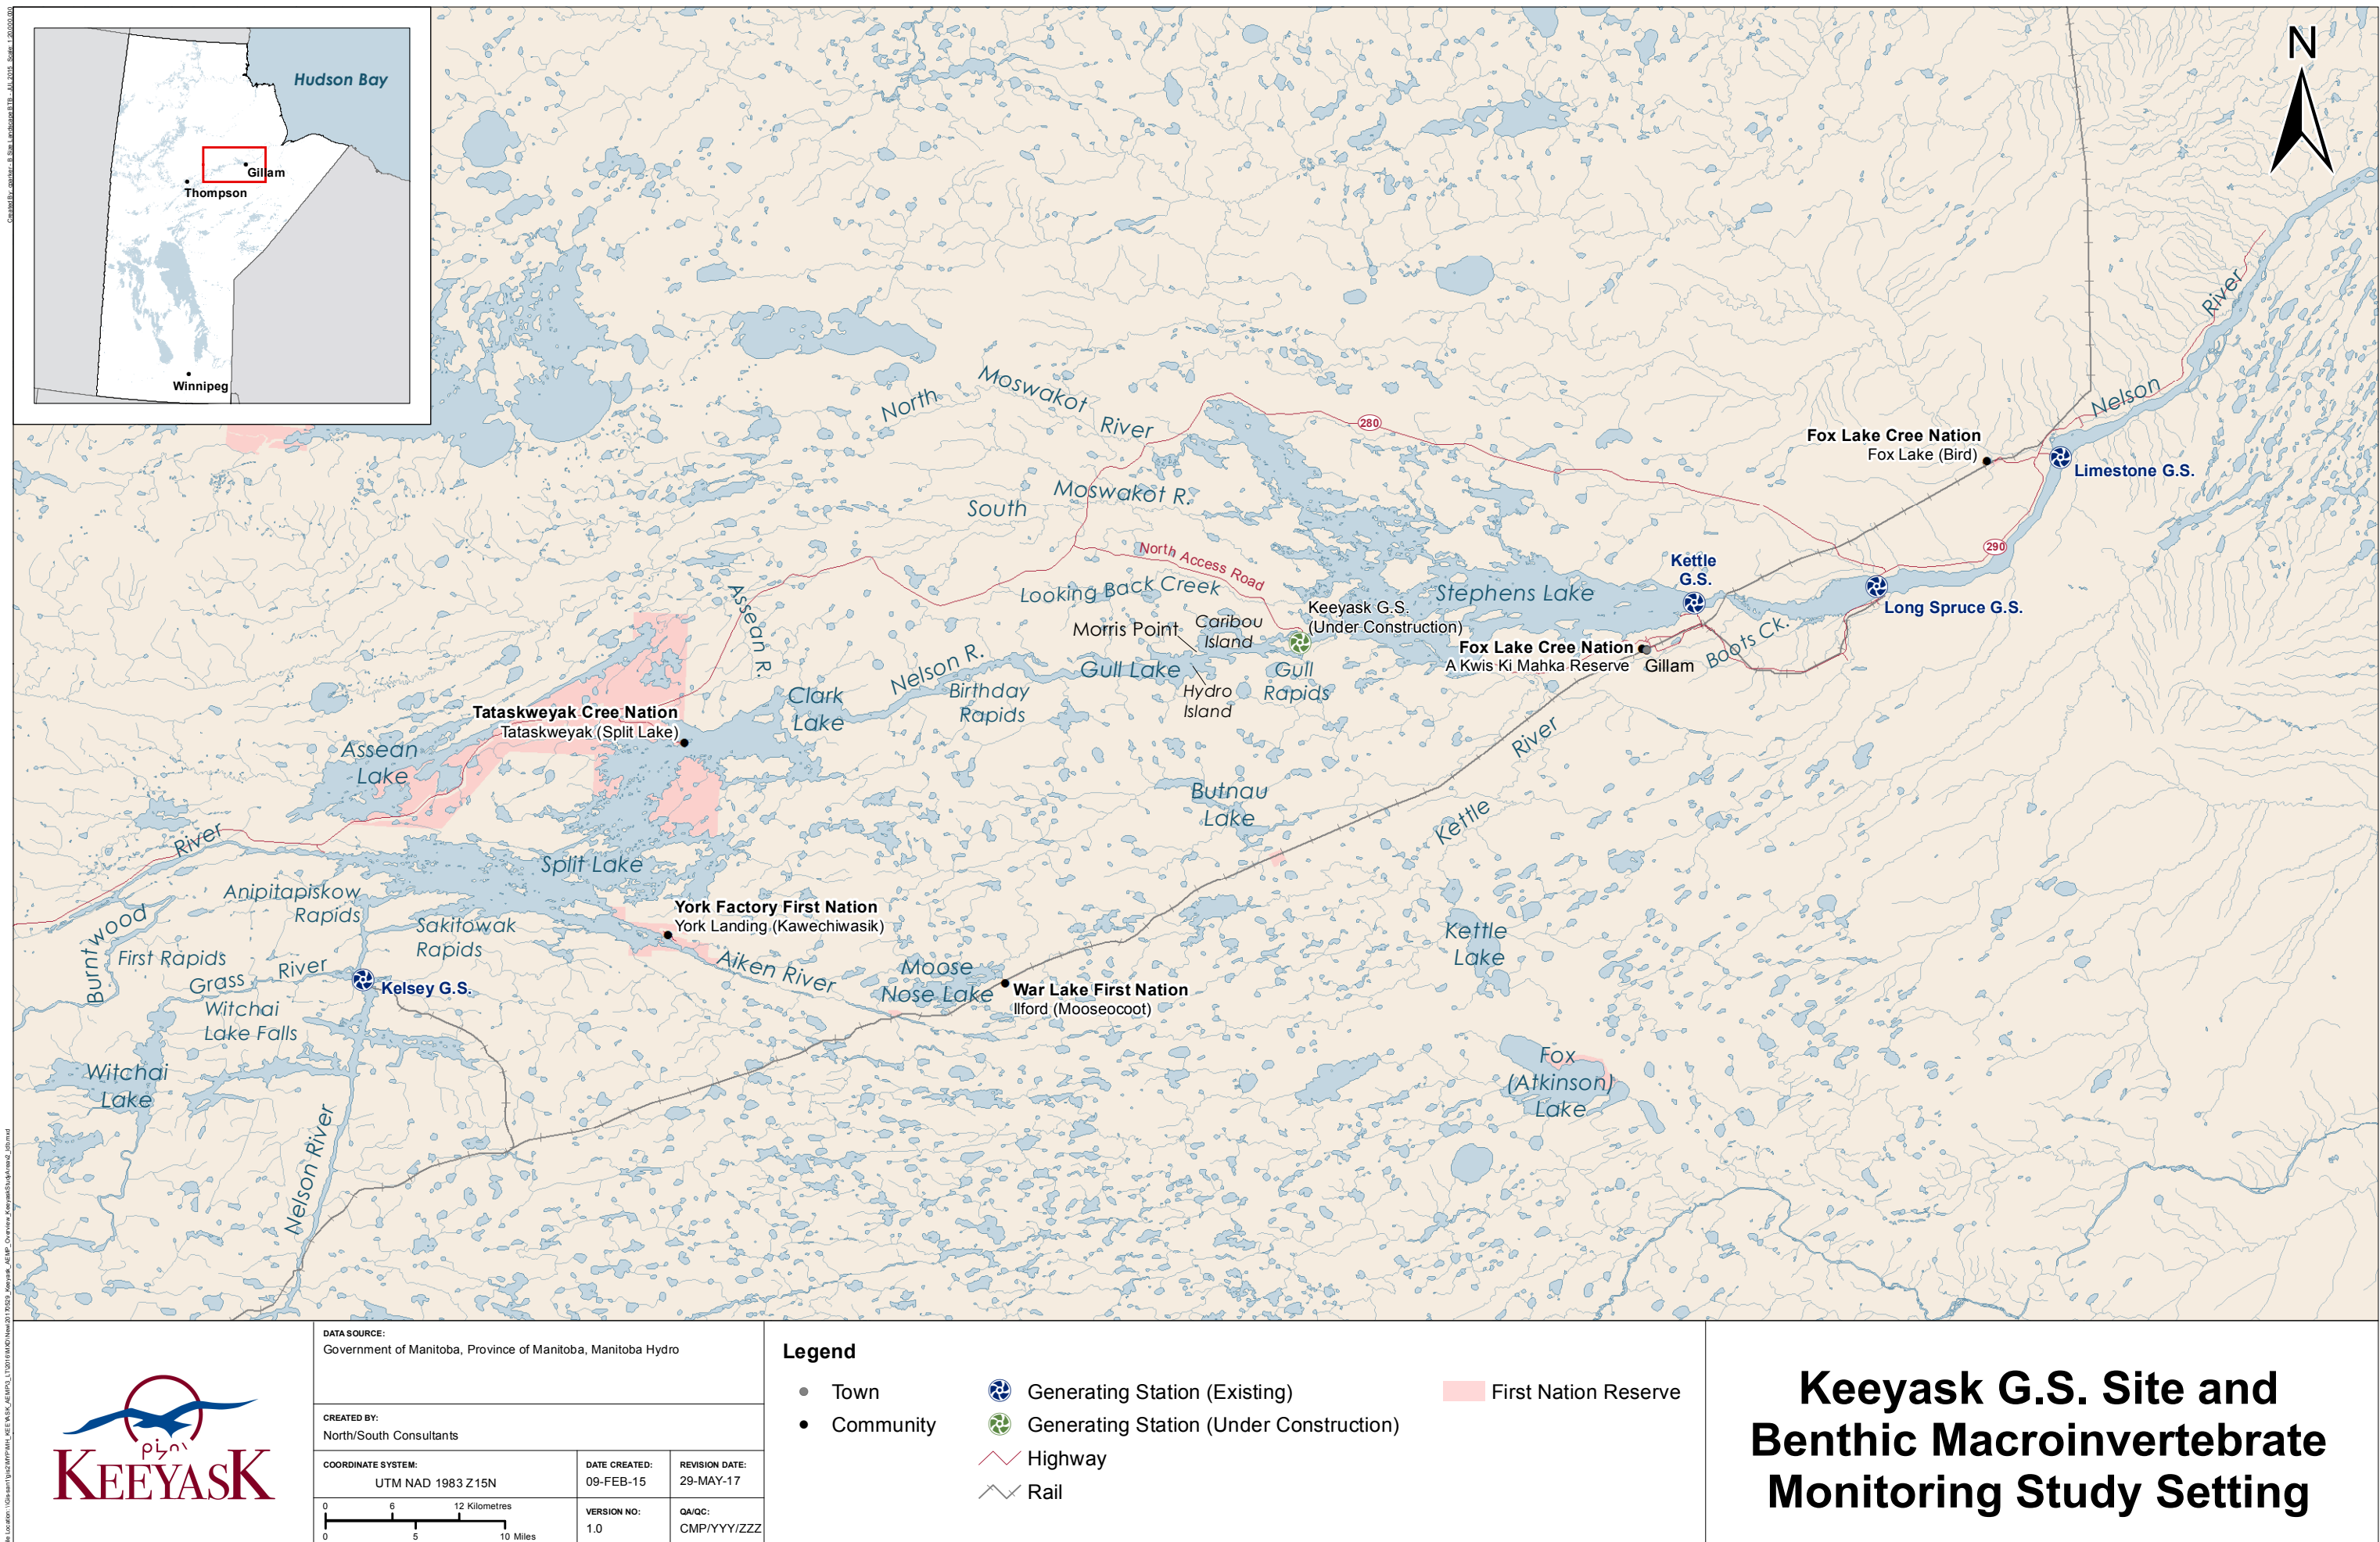 Hudson Bay
Gillam
Thompson
Winnipeg
N
North Moswakot River
280
River
Nelson
Fox Lake Cree Nation
Fox Lake (Bird)
Limestone G.S.
South Moswakot R.
290
North Access Road
Kettle
G.S.
Looking Back Creek
Stephens Lake
Long Spruce G.S.
Assean R.
Keeyask G.S.
(Under Construction)
Morris Point
Caribou
Island
Boots Ck.
Fox Lake Cree Nation
A Kwis Ki Mahka Reserve
Gillam
Nelson R.
Gull Lake
Gull
Rapids
Birthday
Rapids
Hydro
Island
Clark
Lake
Tataskweyak Cree Nation
Tataskweyak (Split Lake)
Assean
Lake
Kettle River
Butnau
Lake
River
Split Lake
Anipitapiskow
Rapids
Sakitowak
Rapids
York Factory First Nation
York Landing (Kawechiwasik)
Burntwood
First Rapids
Grass River
Kelsey G.S.
Aiken River
Moose
Nose Lake
War Lake First Nation
Ilford (Mooseocoot)
Kettle
Lake
Witchai
Lake Falls
Witchai
Lake
Fox
(Atkinson)
Lake
Nelson River
KEEYASK
DATA SOURCE:
Government of Manitoba, Province of Manitoba, Manitoba Hydro
CREATED BY:
North/South Consultants
COORDINATE SYSTEM:
UTM NAD 1983 Z15N
DATE CREATED:
09-FEB-15
REVISION DATE:
29-MAY-17
0 6 12 Kilometres
0 5 10 Miles
VERSION NO:
1.0
QA/QC:
CMP/YYY/ZZZ
Legend
Town
Community
Generating Station (Existing)
Generating Station (Under Construction)
Highway
Rail
First Nation Reserve
Keeyask G.S. Site and
Benthic Macroinvertebrate
Monitoring Study Setting